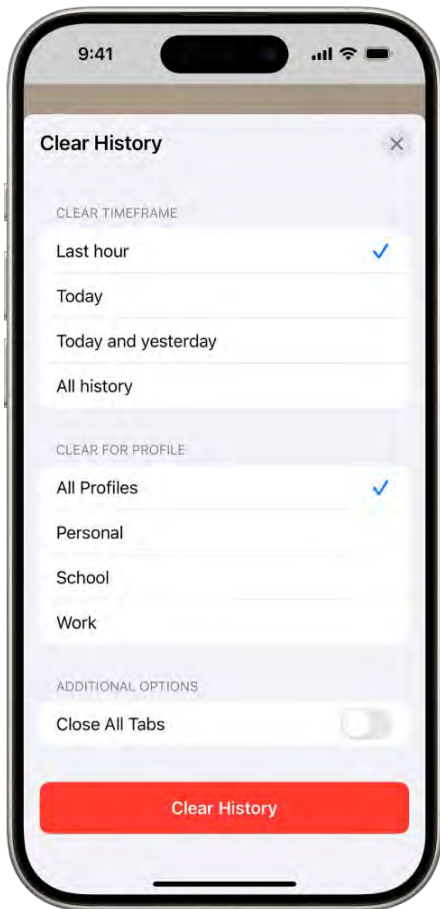 9:41
Clear History
CLEAR TIMEFRAME
Last hour
Today
Today and yesterday
All history
CLEAR FOR PROFILE
All Profiles
Personal
School
Work
ADDITIONAL OPTIONS
Close All Tabs
Clear History